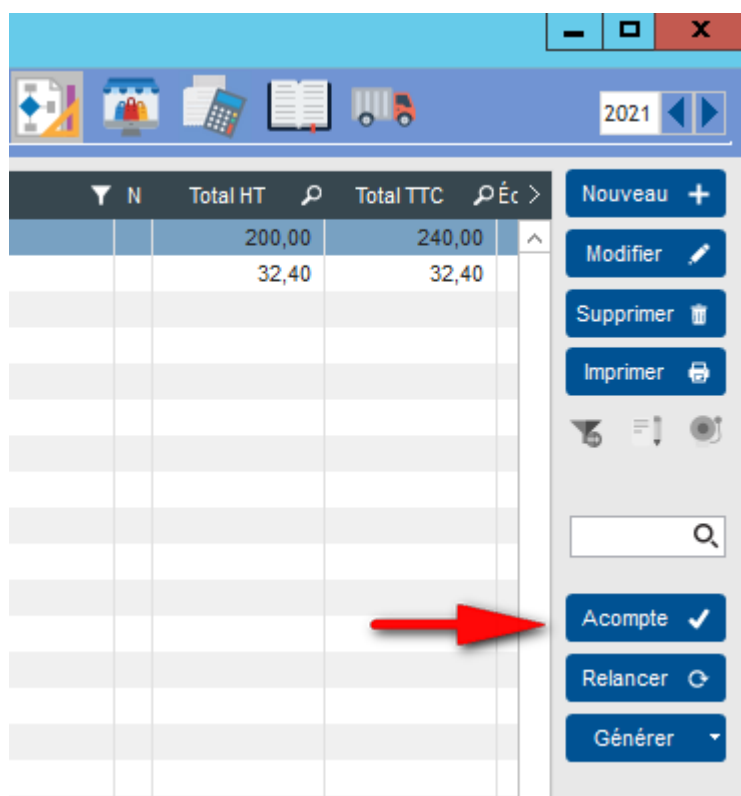 X
2021
N Total HT Total TTC Éc
Nouveau
200,00 240,00
Modifier
32,40 32,40
Supprimer
Imprimer
Acompte
Relancer
Générer